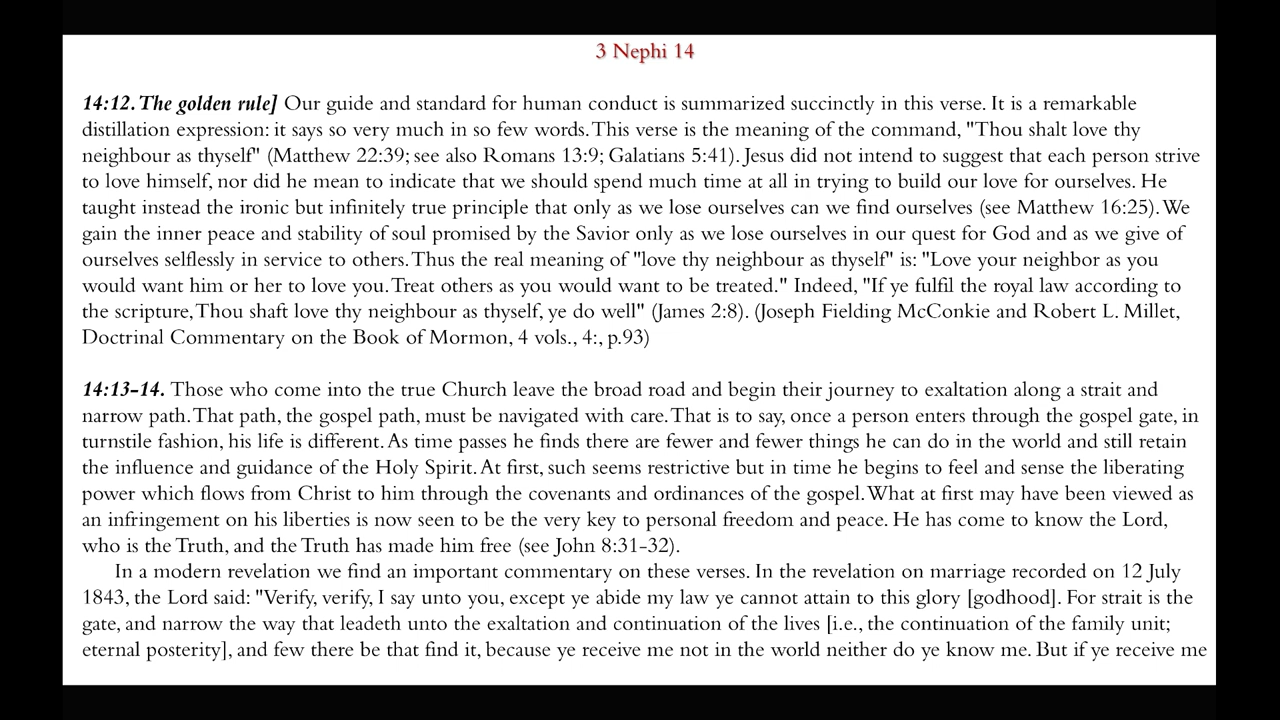 3 Nephi 14
14:12. The golden rule] Our guide and standard for human conduct is summarized succinctly in this verse. It is a remarkable
distillation expression: it says so very much in so few words. This verse is the meaning of the command, "Thou shalt love thy
neighbour as thyself" (Matthew 22:39; see also Romans 13:9; Galatians 5:41). Jesus did not intend to suggest that each person strive
to love himself, nor did he mean to indicate that we should spend much time at all in trying to build our love for ourselves. He
taught instead the ironic but infinitely true principle that only as we lose ourselves can we find ourselves (see Matthew 16:25). We
gain the inner peace and stability of soul promised by the Savior only as we lose ourselves in our quest for God and as we give of
ourselves selflessly in service to others. Thus the real meaning of "love thy neighbour as thyself" is: "Love your neighbor as you
would want him or her to love you. Treat others as you would want to be treated." Indeed, "If ye fulfil the royal law according to
the scripture, Thou shaft love thy neighbour as thyself, ye do well" (James 2:8). (Joseph Fielding McConkie and Robert L. Millet,
Doctrinal Commentary on the Book of Mormon, 4 vols., 4:, p.93)
14:13-14. Those who come into the true Church leave the broad road and begin their journey to exaltation along a strait and
narrow path. That path, the gospel path, must be navigated with care. That is to say, once a person enters through the gospel gate, in
turnstile fashion, his life is different. As time passes he finds there are fewer and fewer things he can do in the world and still retain
the influence and guidance of the Holy Spirit. At first, such seems restrictive but in time he begins to feel and sense the liberating
power which flows from Christ to him through the covenants and ordinances of the gospel. What at first may have been viewed as
an infringement on his liberties is now seen to be the very key to personal freedom and peace. He has come to know the Lord,
who is the Truth, and the Truth has made him free (see John 8:31-32).
In a modern revelation we find an important commentary on these verses. In the revelation on marriage recorded on 12 July
1843, the Lord said: "Verify, verify, I say unto you, except ye abide my law ye cannot attain to this glory [godhood]. For strait is the
gate, and narrow the way that leadeth unto the exaltation and continuation of the lives [i.e., the continuation of the family unit;
eternal posterity], and few there be that find it, because ye receive me not in the world neither do ye know me. But if ye receive me